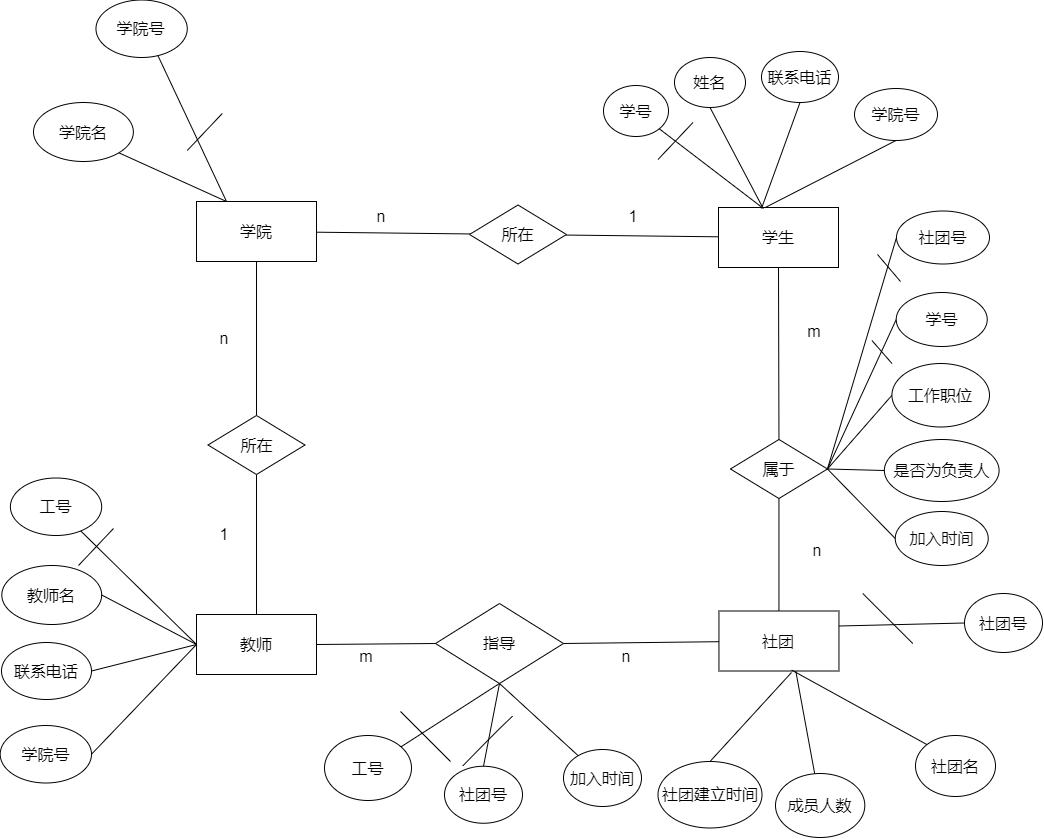 学院号
学院名
学号
姓名
联系电话
学院号
学院
n
所在
1
学生
社团号
学号
工作职位
是否为负责人
加入时间
n
m
所在
属于
1
n
工号
教师名
联系电话
学院号
教师
m
指导
n
社团
社团号
工号
社团号
加入时间
社团建立时间
成员人数
社团名